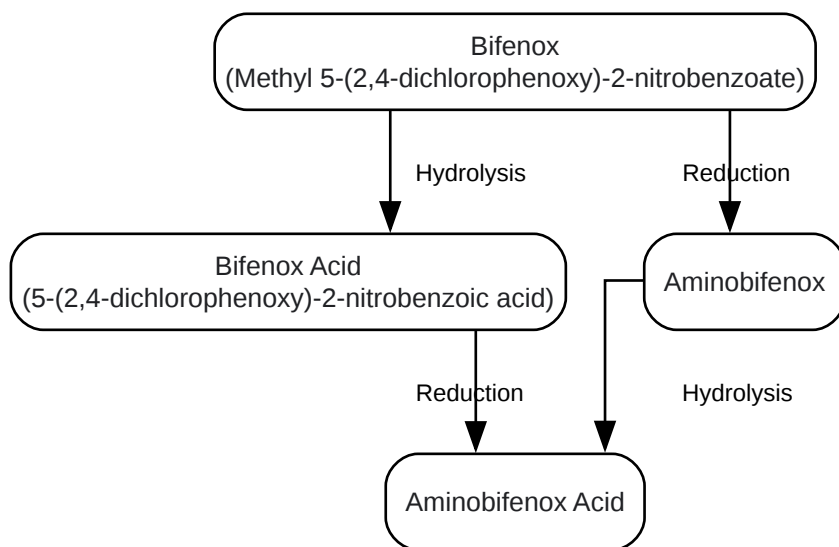 Bifenox
(Methyl 5-(2,4-dichlorophenoxy)-2-nitrobenzoate)
Hydrolysis
Reduction
Bifenox Acid
(5-(2,4-dichlorophenoxy)-2-nitrobenzoic acid)
Aminobifenox
Reduction
Hydrolysis
Aminobifenox Acid